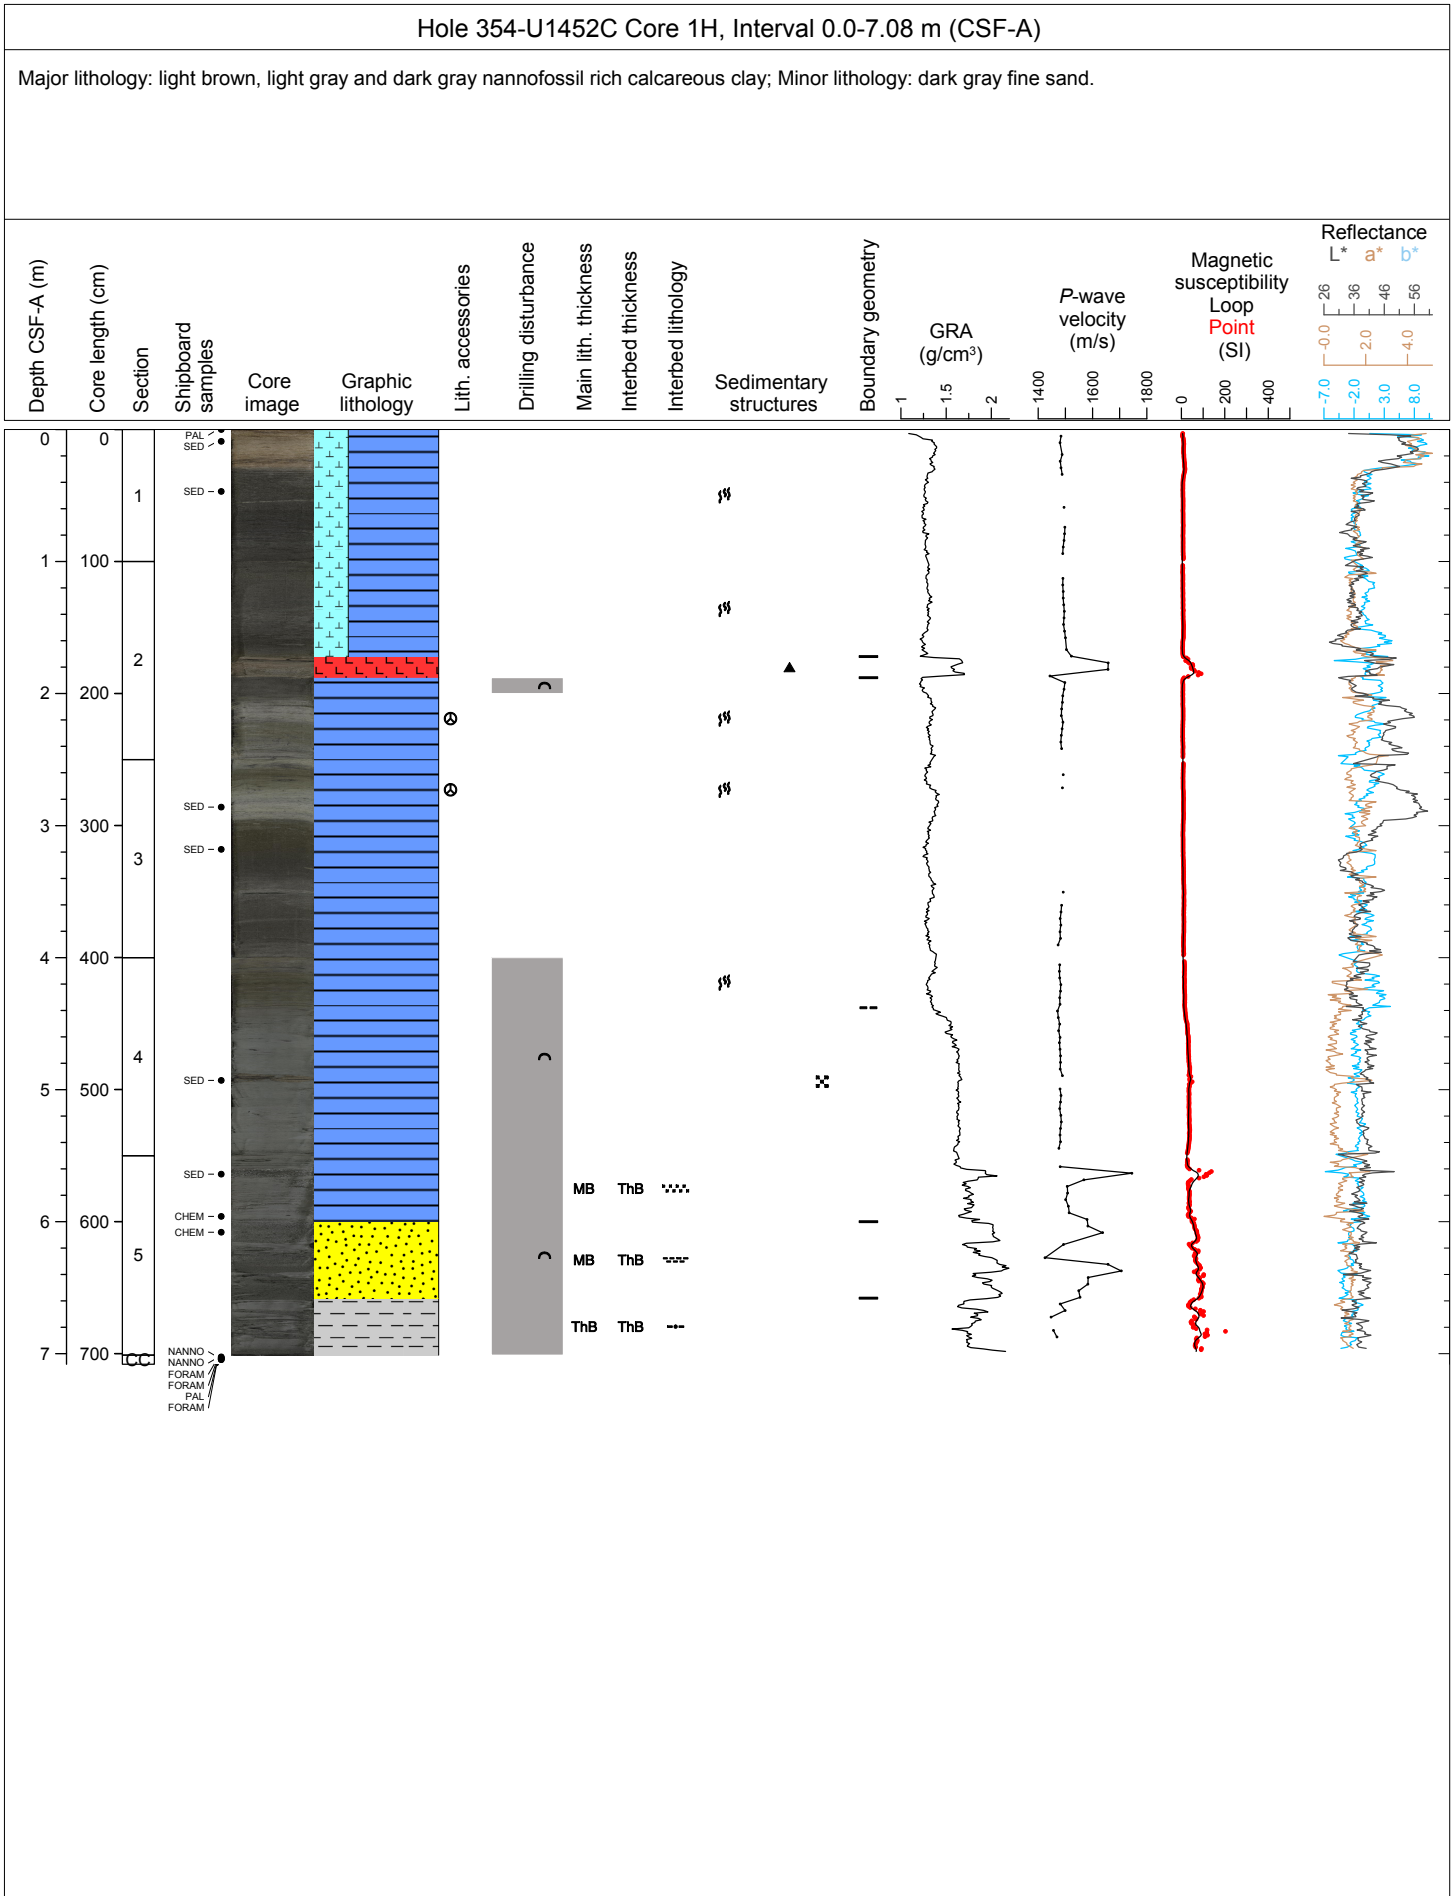 Hole 354-U1452C Core 1H, Interval 0.0-7.08 m (CSF-A)
Major lithology: light brown, light gray and dark gray nannofossil rich calcareous clay; Minor lithology: dark gray fine sand.
Depth CSF-A (m)
Core length (cm)
Section
Shipboard
samples
Core
image
Graphic
lithology
Lith. accessories
Drilling disturbance
Main lith. thickness
Interbed thickness
Interbed lithology
Sedimentary
structures
Boundary geometry
GRA
(g/cm³)
1 1.5 2
P-wave
velocity
(m/s)
1400 1600 1800
Magnetic
susceptibility
Loop
Point
(SI)
0 200 400
Reflectance
L* a* b*
26 36 46 56
-0.0 2.0 4.0
-7.0 -2.0 3.0 8.0
0 0
PAL
SED
1
SED
1 100
2
2 200
SED
3 300
SED
3
4 400
4
SED
5 500
SED
MB ThB
CHEM
6 600
CHEM
5
MB ThB
ThB ThB
NANNO
7 700
CC
NANNO
FORAM
FORAM
PAL
FORAM